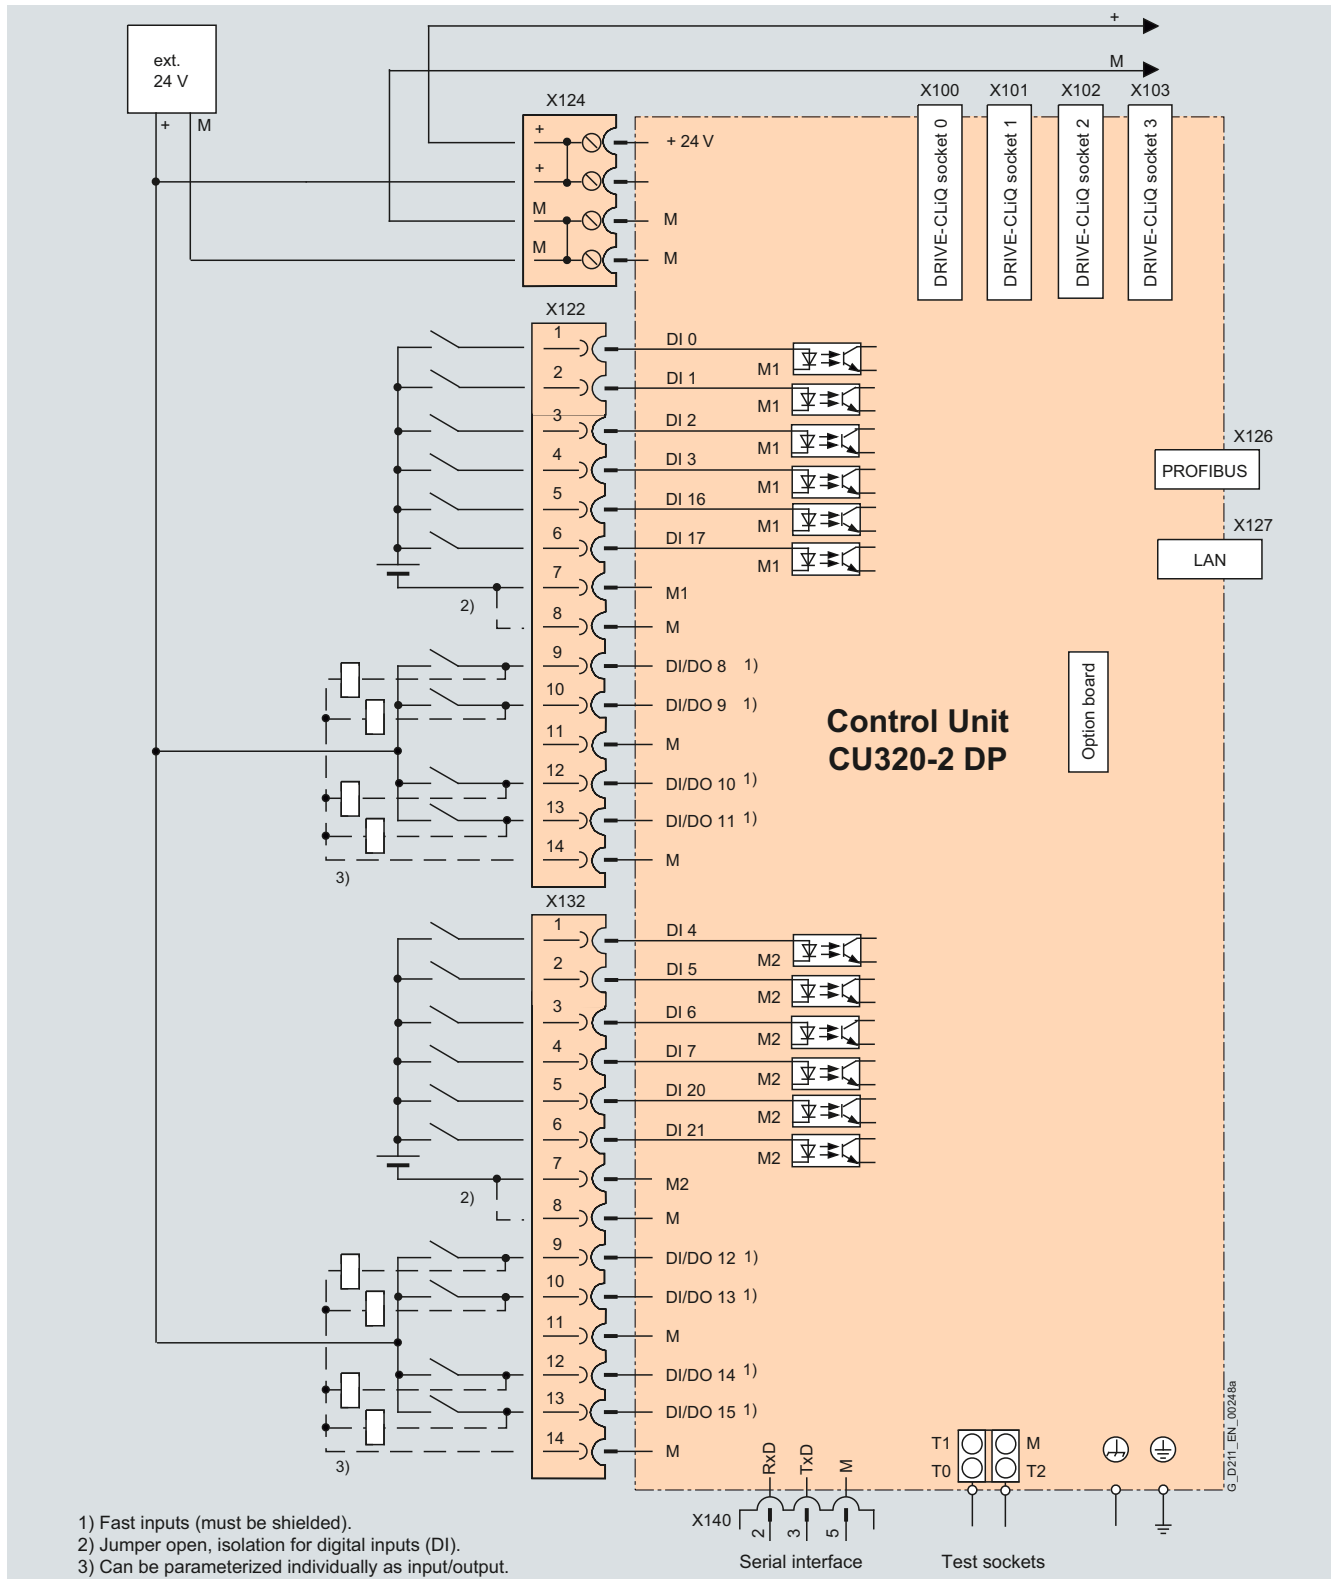 +
M
ext.
24 V
+ M
X124
+
+
M
M
+ 24 V
M
M
X100 X101 X102 X103
DRIVE-CLiQ socket 0
DRIVE-CLiQ socket 1
DRIVE-CLiQ socket 2
DRIVE-CLiQ socket 3
X122
1 DI 0 M1
2 DI 1 M1
3 DI 2 M1
4 DI 3 M1
5 DI 16 M1
6 DI 17 M1
7 M1
2)
8 M
9 DI/DO 8 1)
10 DI/DO 9 1)
11 M
12 DI/DO 10 1)
13 DI/DO 11 1)
14 M
3)
X126
PROFIBUS
X127
LAN
Option board
Control Unit
CU320-2 DP
X132
1 DI 4 M2
2 DI 5 M2
3 DI 6 M2
4 DI 7 M2
5 DI 20 M2
6 DI 21 M2
7 M2
2)
8 M
9 DI/DO 12 1)
10 DI/DO 13 1)
11 M
12 DI/DO 14 1)
13 DI/DO 15 1)
14 M
3)
RxD
TxD
M
X140
2
3
5
Serial interface
T1 M
T0 T2
Test sockets
G_D211_EN_00248a
1) Fast inputs (must be shielded).
2) Jumper open, isolation for digital inputs (DI).
3) Can be parameterized individually as input/output.